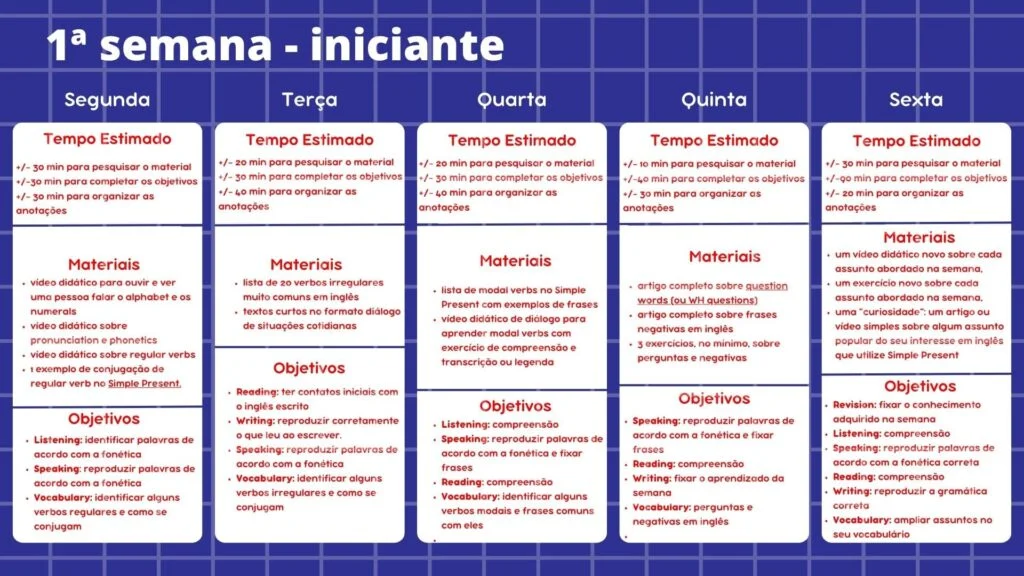 1ª semana - iniciante
Segunda
Tempo Estimado
+/- 30 min para pesquisar o material
+/-30 min para completar os objetivos
+/- 30 min para organizar as
anotações
Materiais
• vídeo didático para ouvir e ver
uma pessoa falar o alphabet e os
numerals
• vídeo didático sobre
pronunciation e phonetics
• vídeo didático sobre regular verbs
• 1 exemplo de conjugação de
regular verb no Simple Present.
Objetivos
• Listening: identificar palavras de
acordo com a fonética
• Speaking: reproduzir palavras de
acordo com a fonética
• Vocabulary: identificar alguns
verbos regulares e como se
conjugam
Terça
Tempo Estimado
+/- 20 min para pesquisar o material
+/- 30 min para completar os objetivos
+/- 40 min para organizar as
anotações
Materiais
• lista de 20 verbos irregulares
muito comuns em inglês
• textos curtos no formato diálogo
de situações cotidianas
Objetivos
• Reading: ter contatos iniciais com
o inglês escrito
• Writing: reproduzir corretamente
o que leu ao escrever.
• Speaking: reproduzir palavras de
acordo com a fonética
• Vocabulary: identificar alguns
verbos irregulares e como se
conjugam
Quarta
Tempo Estimado
+/- 20 min para pesquisar o material
+/- 30 min para completar os objetivos
+/- 40 min para organizar as
anotações
Materiais
• lista de modal verbs no Simple
Present com exemplos de frases
• vídeo didático de diálogo para
aprender modal verbs com
exercício de compreensão e
transcrição ou legenda
Objetivos
• Listening: compreensão
• Speaking: reproduzir palavras de
acordo com a fonética e fixar
frases
• Reading: compreensão
• Vocabulary: identificar alguns
verbos modais e frases comuns
com eles
•
Quinta
Tempo Estimado
+/- 10 min para pesquisar o material
+/-40 min para completar os objetivos
+/- 30 min para organizar as
anotações
Materiais
• artigo completo sobre question
words (ou WH questions)
• artigo completo sobre frases
negativas em inglês
• 3 exercícios, no mínimo, sobre
perguntas e negativas
Objetivos
• Speaking: reproduzir palavras de
acordo com a fonética e fixar
frases
• Reading: compreensão
• Writing: fixar o aprendizado da
semana
• Vocabulary: perguntas e
negativas em inglês
•
Sexta
Tempo Estimado
+/- 30 min para pesquisar o material
+/-90 min para completar os objetivos
+/- 20 min para organizar as
anotações
Materiais
• um vídeo didático novo sobre cada
assunto abordado na semana,
• um exercício novo sobre cada
assunto abordado na semana,
• uma "curiosidade": um artigo ou
vídeo simples sobre algum assunto
popular do seu interesse em inglês
que utilize Simple Present
Objetivos
• Revision: fixar o conhecimento
adquirido na semana
• Listening: compreensão
• Speaking: reproduzir palavras de
acordo com a fonética correta
• Reading: compreensão
• Writing: reproduzir a gramática
correta
• Vocabulary: ampliar assuntos no
seu vocabulário